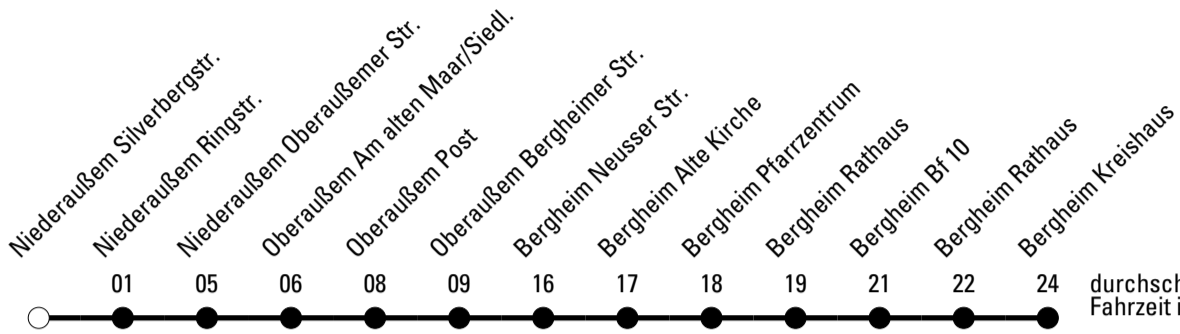 Niederaußem Silverbergstr.
Niederaußem Ringstr.
Niederaußem Oberaußemer Str.
Oberaußem Am alten Maar/Siedl.
Oberaußem Post
Oberaußem Bergheimer Str.
Bergheim Neusser Str.
Bergheim Alte Kirche
Bergheim Pfarrzentrum
Bergheim Rathaus
Bergheim Bf 10
Bergheim Rathaus
Bergheim Kreishaus
01 05 06 08 09 16 17 18 19 21 22 24
durchsch
Fahrzeit i